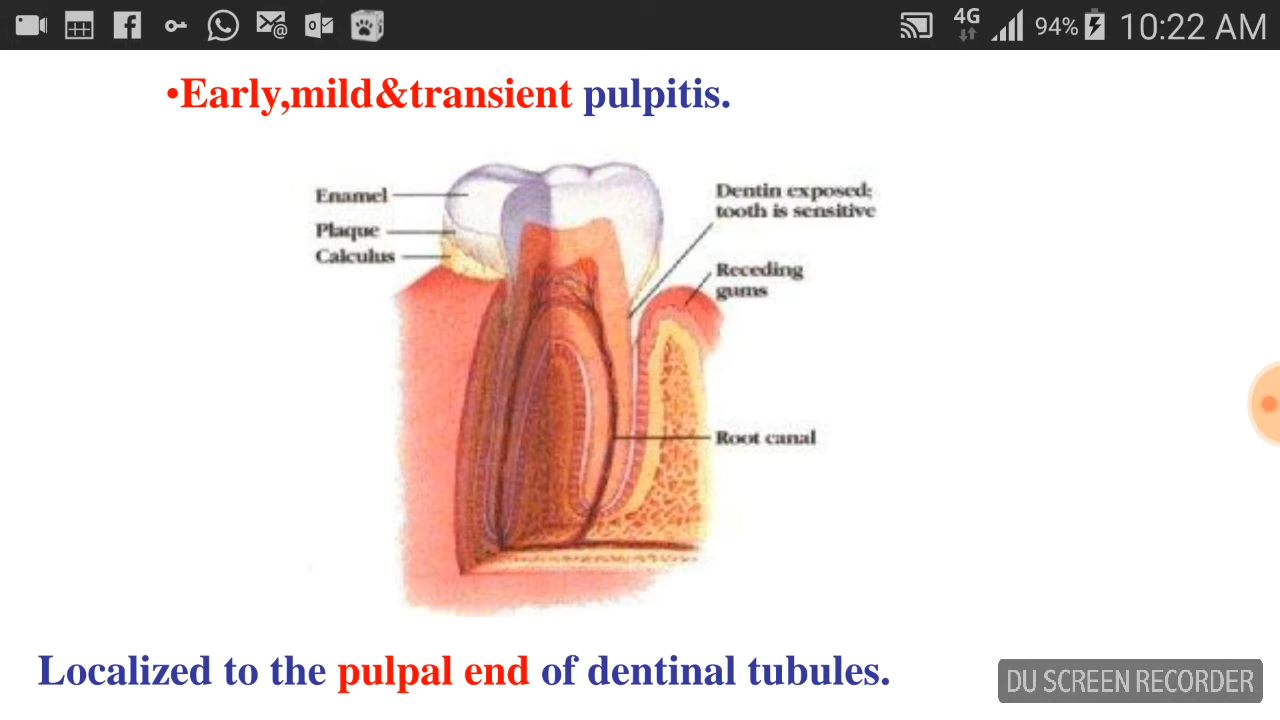 4G 94% 10:22 AM
•Early,mild&transient pulpitis.
Enamel
Plaque
Calculus
Dentin exposed;
tooth is sensitive
Receding
gums
Root canal
Localized to the pulpal end of dentinal tubules.
DU SCREEN RECORDER